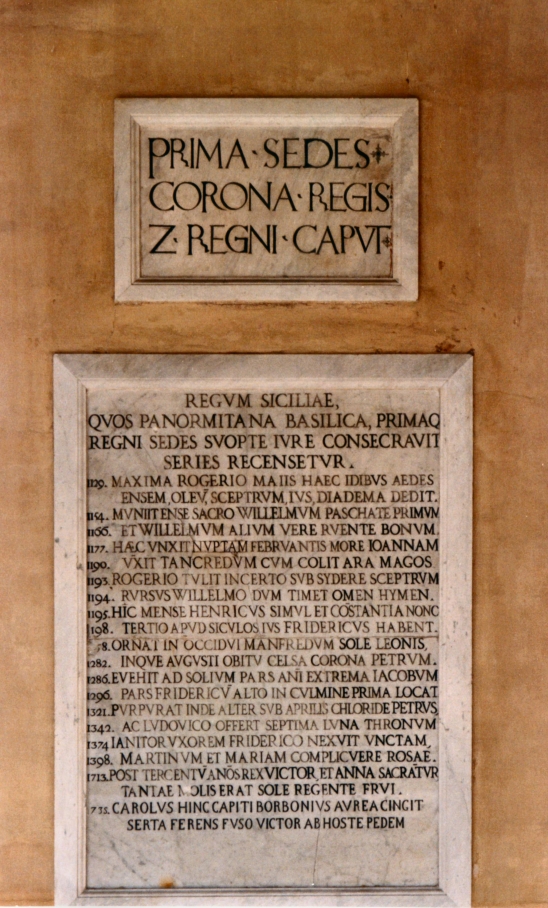 PRIMA · SEDES
CORONA · REGIS
Z · REGNI · CAPVT
REGVM SICILIAE,
QVOS PANORMITANA BASILICA, PRIMAQ
REGNI SEDES SVOPTE IVRE CONSECRAVIT
SERIES RECENSETVR.
1129. MAXIMA ROGERIO MAIIS HAEC IDIBVS AEDES
ENSEM, OLEV, SCEPTRVM, IVS, DIADEMA DEDIT.
1154. MVNIIT ENSE SACRO WILLELMVM PASCHATE PRIMVM
1166. ET WILLELMVM ALIVM VERE RVENTE BONVM.
1177. HÆC VNXIT NVPTAM FEBRVANTIS MORE IOANNAM
1190. VXIT TANCREDVM CVM COLIT ARA MAGOS.
1193. ROGERIO TVLIT INCERTO SVB SYDERE SCEPTRVM
1194. RVRSVS WILLELMO DVM TIMET OMEN HYMEN.
1195. HIC MENSE HENRICVS SIMVL ET COSTANTIA NONO
1198. TERTIO APVD SICVLOS IVS FRIDERICVS HABENT.
78. ORNAT IN OCCIDVI MANFREDVM SOLE LEONIS,
1282. INQVE AVGVSTI OBITV CELSA CORONA PETRVM.
1286. EVEHIT AD SOLIVM PARS ANI EXTREMA IACOBVM
1296. PARS FRIDERICV ALTO IN CVLMINE PRIMA LOCAT
1321. PVRPVRAT INDE ALTER SVB APRILIS CHLORIDE PETRVS
1342. AC LVDOVICO OFFERT SEPTIMA LVNA THRONVM
1374 IANITOR VXOREM FRIDERICO NEXVIT VNCTAM,
1398. MARTINVM ET MARIAM COMPLICVERE ROSAE.
1713. POST TERCENTV ANOS REX VICTOR, ET ANNA SACRATVR
TANTAE MOLIS ERAT SOLE REGENTE FRVI.
735. CAROLVS HINC CAPITI BORBONIVS AVREA CINGIT
SERTA FERENS FVSO VICTOR AB HOSTE PEDEM